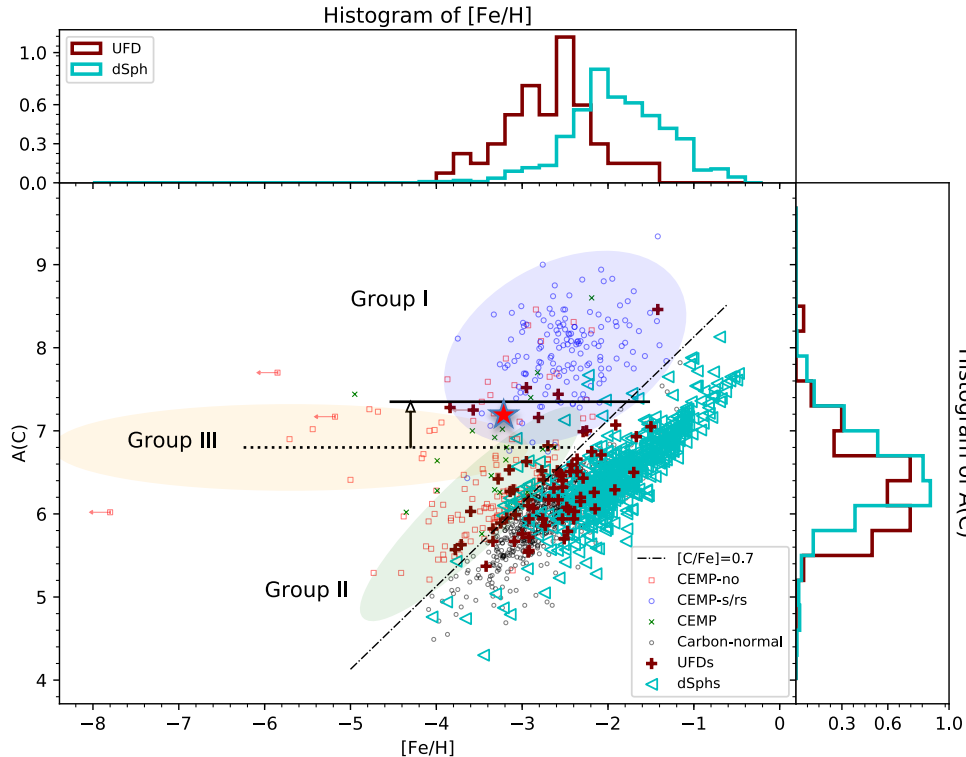 Histogram of [Fe/H]
UFD
dSph
1.0
0.6
0.3
0.0
Group I
Group III
Group II
9
8
7
6
5
4
A(C)
[C/Fe]=0.7
CEMP-no
CEMP-s/rs
CEMP
Carbon-normal
UFDs
dSphs
−8 −7 −6 −5 −4 −3 −2 −1 0
[Fe/H]
0.3 0.6 1.0
Histogram of A(C)